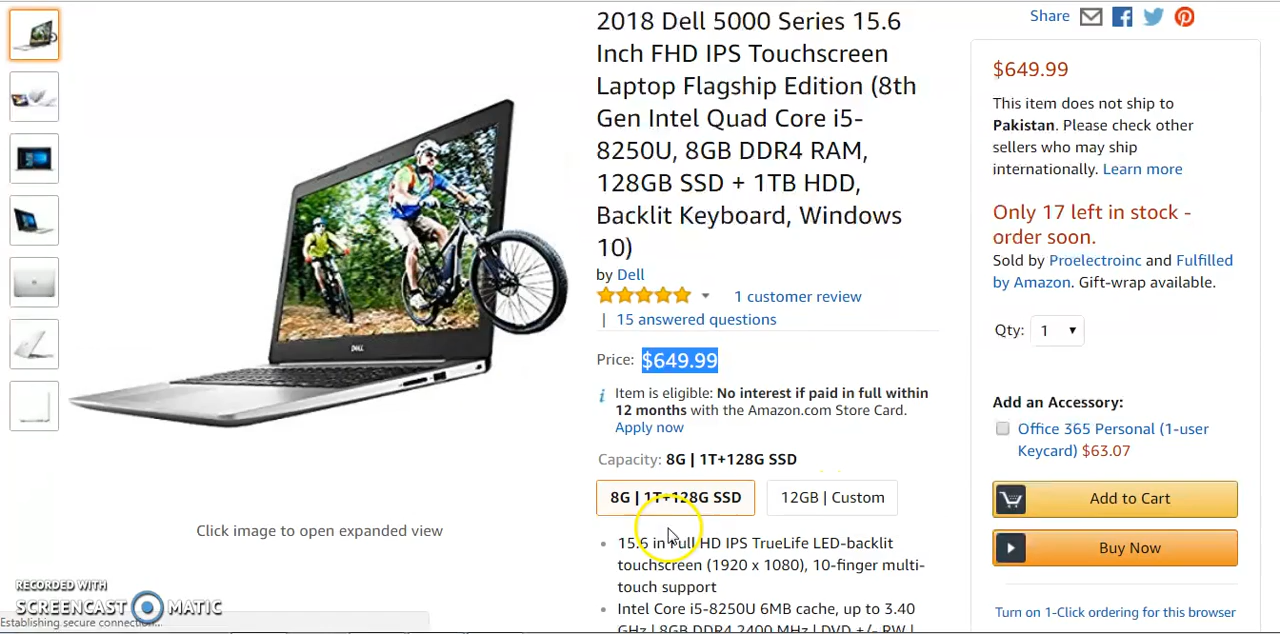 2018 Dell 5000 Series 15.6
Inch FHD IPS Touchscreen
Laptop Flagship Edition (8th
Gen Intel Quad Core i5-
8250U, 8GB DDR4 RAM,
128GB SSD + 1TB HDD,
Backlit Keyboard, Windows
10)
by Dell
1 customer review
| 15 answered questions
Price: $649.99
i Item is eligible: No interest if paid in full within
12 months with the Amazon.com Store Card.
Apply now
Capacity: 8G | 1T+128G SSD
8G | 1T+128G SSD
12GB | Custom
• 15.6 in Full HD IPS TrueLife LED-backlit
touchscreen (1920 x 1080), 10-finger multi-
touch support
• Intel Core i5-8250U 6MB cache, up to 3.40
GHz | 8GB DDR4 2400 MHz | DVD +/- RW |
DELL
Click image to open expanded view
RECORDED WITH
SCREENCAST MATIC
Establishing secure connection...
Share
$649.99
This item does not ship to
Pakistan. Please check other
sellers who may ship
internationally. Learn more
Only 17 left in stock -
order soon.
Sold by Proelectroinc and Fulfilled
by Amazon. Gift-wrap available.
Qty: 1
Add an Accessory:
Office 365 Personal (1-user
Keycard) $63.07
Add to Cart
Buy Now
Turn on 1-Click ordering for this browser